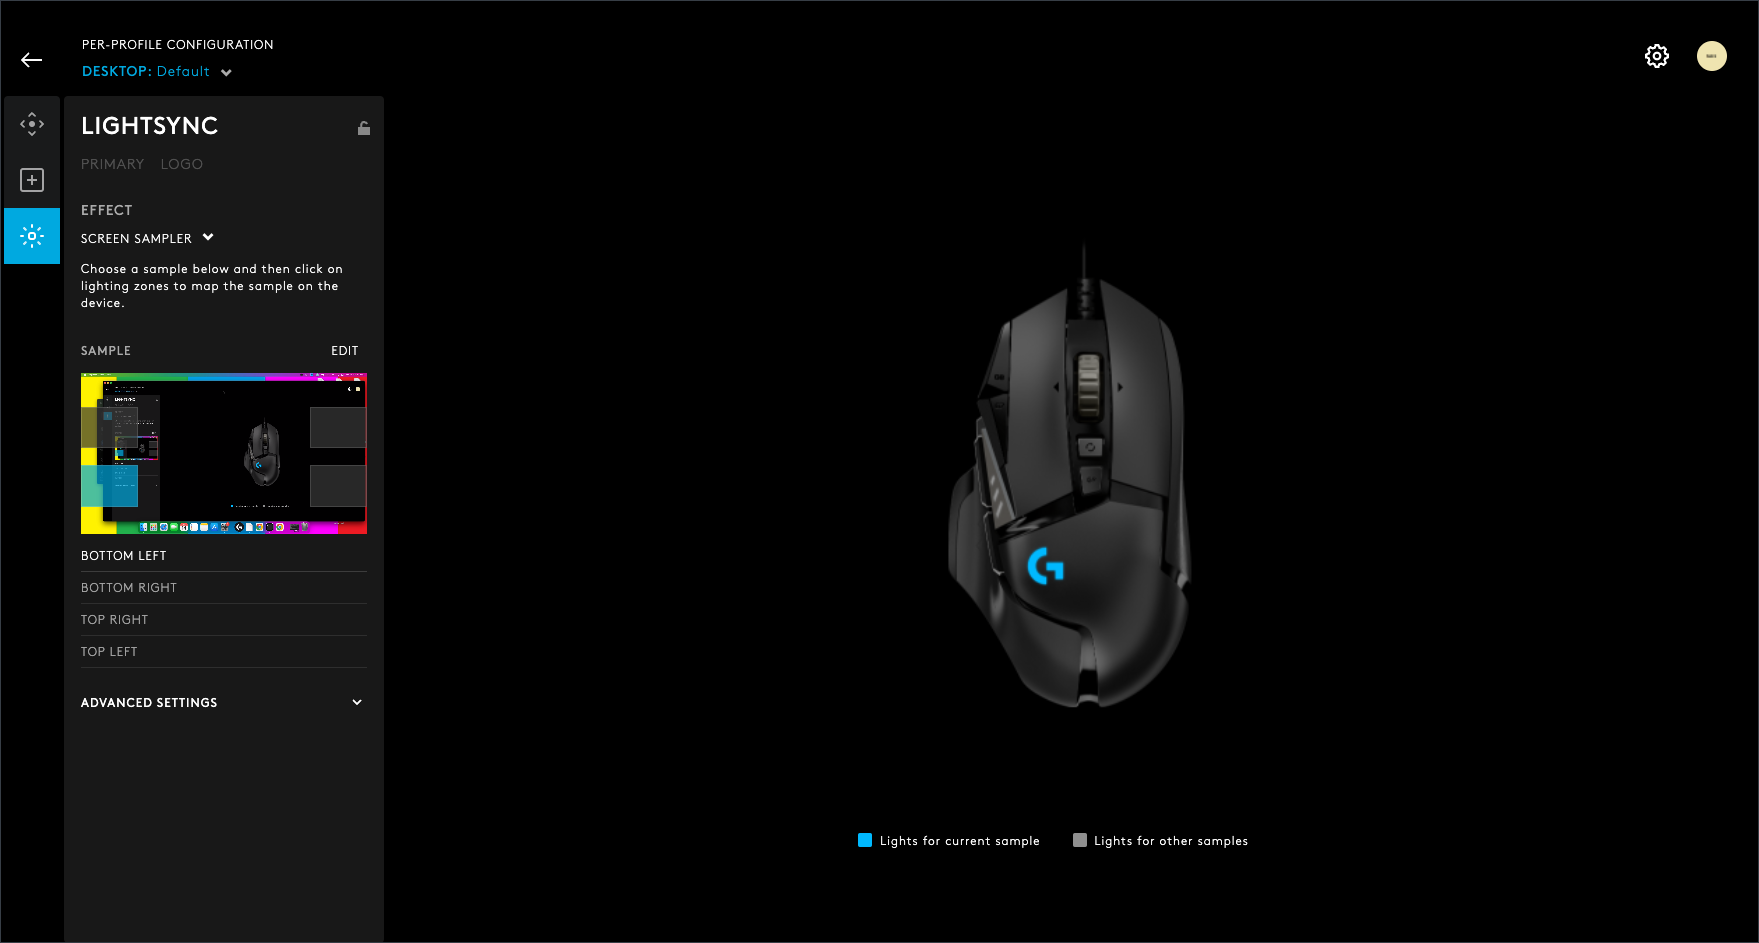 PER-PROFILE CONFIGURATION
DESKTOP: Default
LIGHTSYNC
PRIMARY LOGO
EFFECT
SCREEN SAMPLER
Choose a sample below and then click on
lighting zones to map the sample on the
device.
SAMPLE EDIT
BOTTOM LEFT
BOTTOM RIGHT
TOP RIGHT
TOP LEFT
ADVANCED SETTINGS
Lights for current sample
Lights for other samples